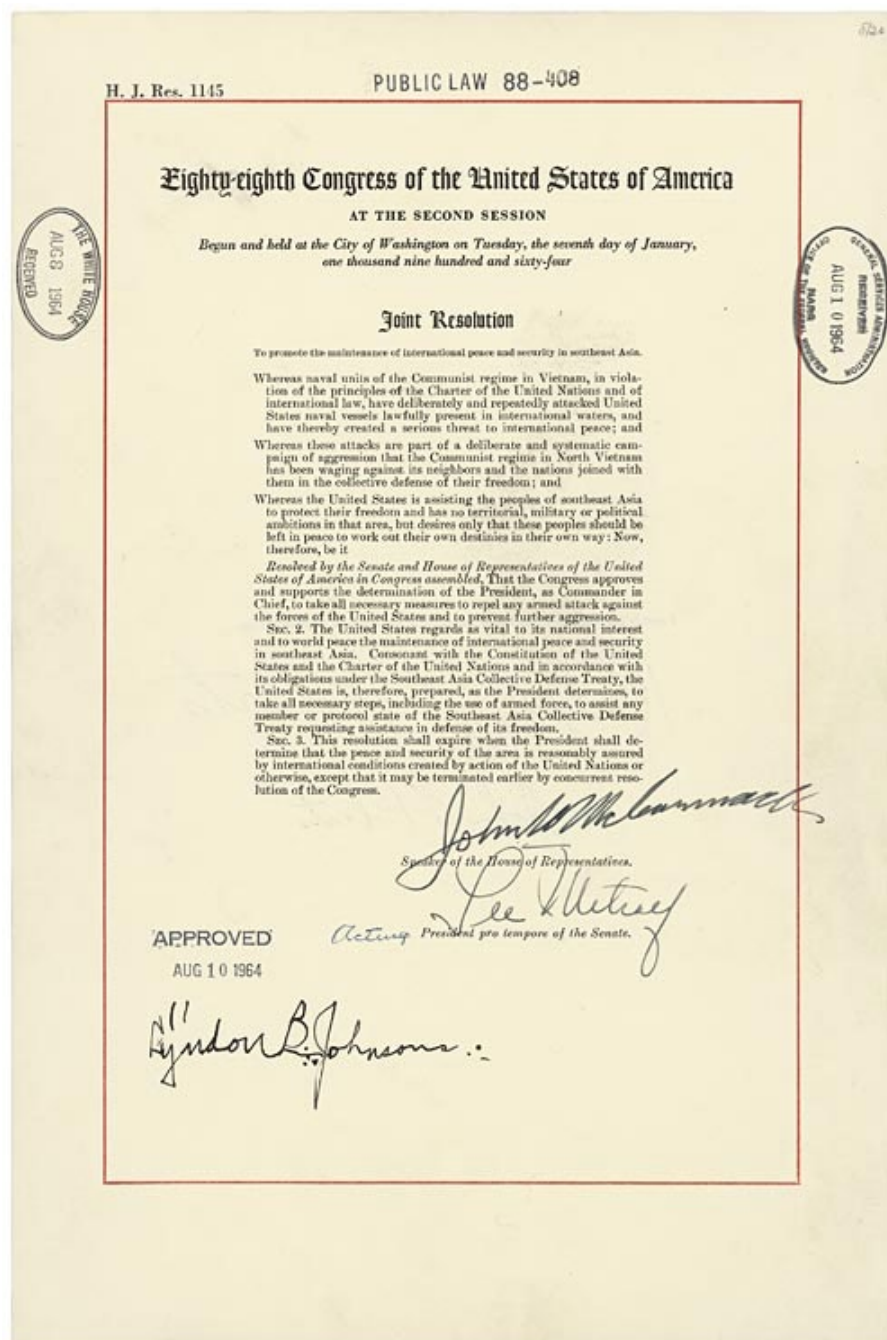 PUBLIC LAW 88-408
H. J. Res. 1145
Eighty-eighth Congress of the United States of America
AT THE SECOND SESSION
Begun and held at the City of Washington on Tuesday, the seventh day of January,
one thousand nine hundred and sixty-four
THE WHITE HOUSE
AUG 8 1964
RECEIVED
GENERAL SERVICES ADMINISTRATION
RECEIVED
AUG 10 1964
NARS
Joint Resolution
To promote the maintenance of international peace and security in southeast Asia.
Whereas naval units of the Communist regime in Vietnam, in viola-
tion of the principles of the Charter of the United Nations and of
international law, have deliberately and repeatedly attacked United
States naval vessels lawfully present in international waters, and
have thereby created a serious threat to international peace; and
Whereas these attacks are part of a deliberate and systematic cam-
paign of aggression that the Communist regime in North Vietnam
has been waging against its neighbors and the nations joined with
them in the collective defense of their freedom; and
Whereas the United States is assisting the peoples of southeast Asia
to protect their freedom and has no territorial, military or political
ambitions in that area, but desires only that these peoples should be
left in peace to work out their own destinies in their own way: Now,
therefore, be it
Resolved by the Senate and House of Representatives of the United
States of America in Congress assembled, That the Congress approves
and supports the determination of the President, as Commander in
Chief, to take all necessary measures to repel any armed attack against
the forces of the United States and to prevent further aggression.
SEC. 2. The United States regards as vital to its national interest
and to world peace the maintenance of international peace and security
in southeast Asia. Consonant with the Constitution of the United
States and the Charter of the United Nations and in accordance with
its obligations under the Southeast Asia Collective Defense Treaty, the
United States is, therefore, prepared, as the President determines, to
take all necessary steps, including the use of armed force, to assist any
member or protocol state of the Southeast Asia Collective Defense
Treaty requesting assistance in defense of its freedom.
SEC. 3. This resolution shall expire when the President shall de-
termine that the peace and security of the area is reasonably assured
by international conditions created by action of the United Nations or
otherwise, except that it may be terminated earlier by concurrent reso-
lution of the Congress.
John W McCormack
Speaker of the House of Representatives.
Lee Metcalf
Acting President pro tempore of the Senate.
APPROVED
AUG 10 1964
Lyndon B. Johnson